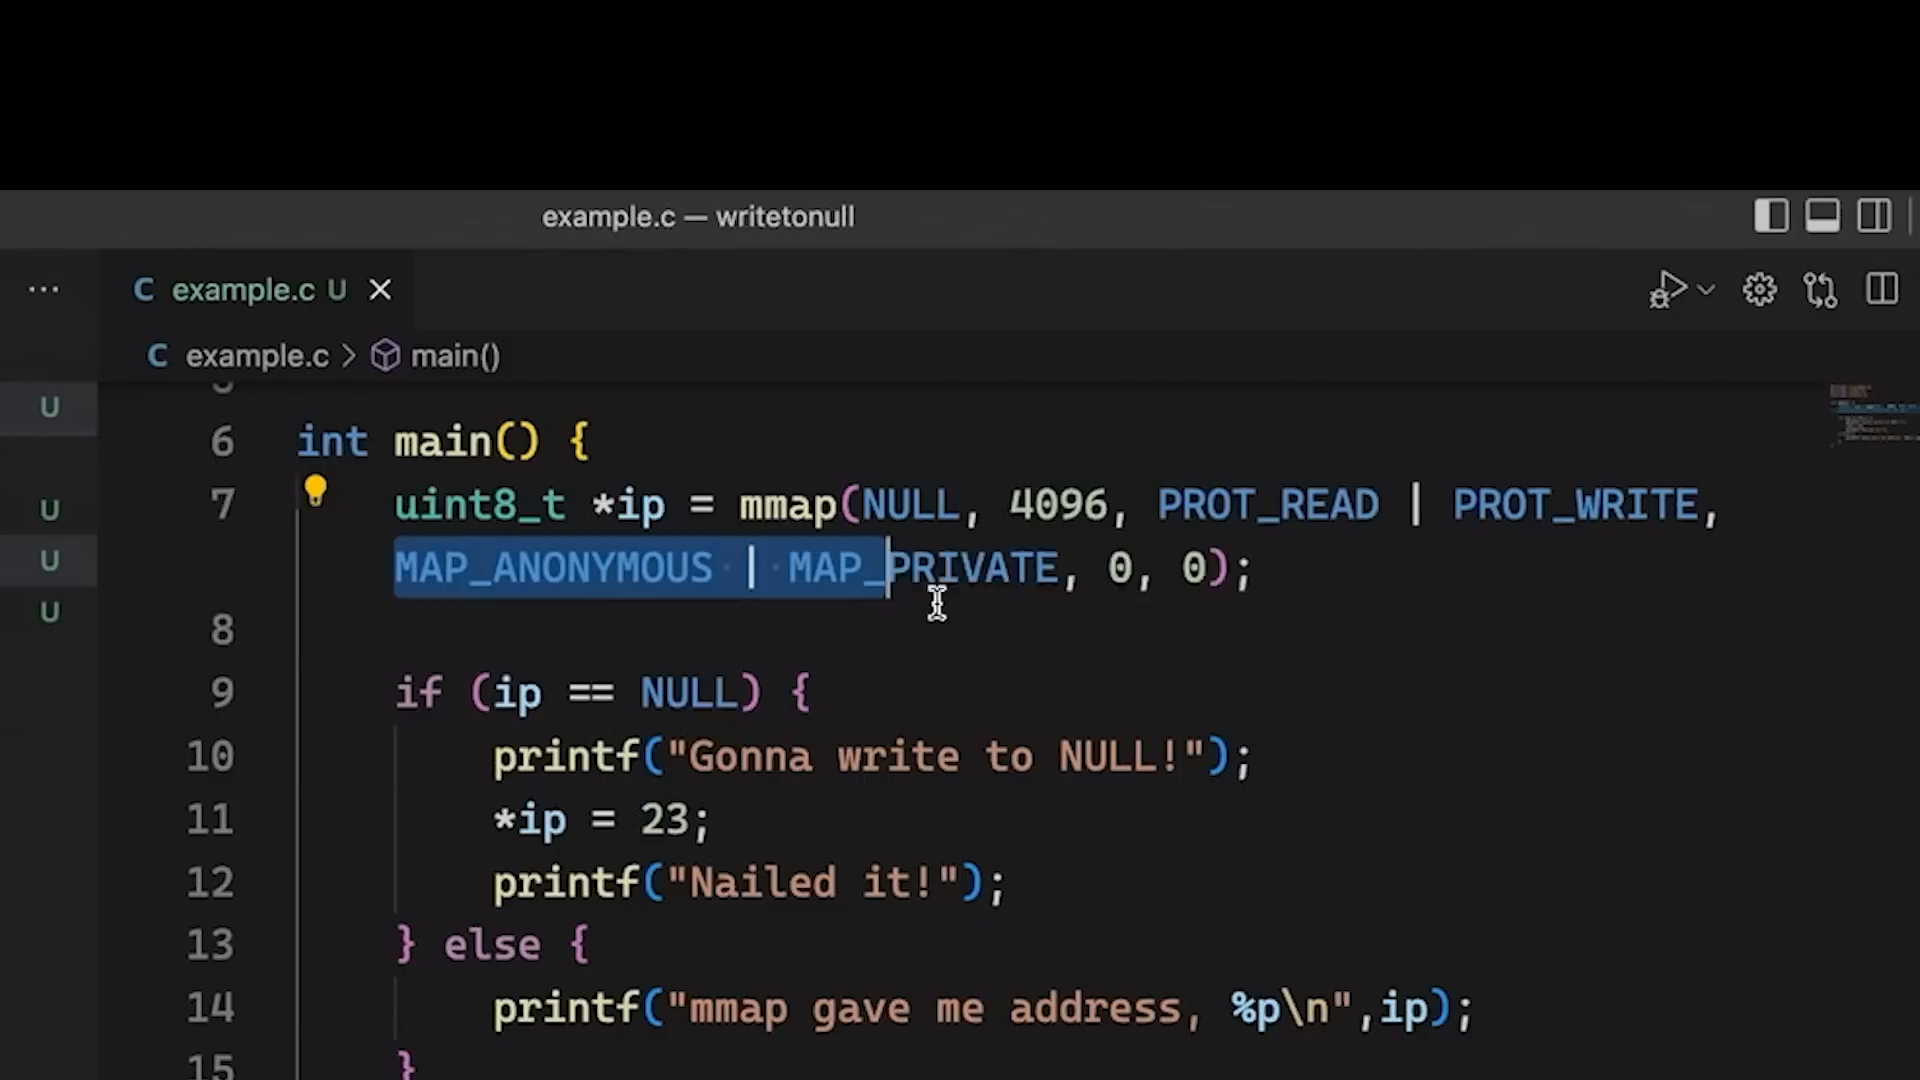 example.c — writetonull
... C example.c U ×
C example.c > main()
U
6 int main() {
7 uint8_t *ip = mmap(NULL, 4096, PROT_READ | PROT_WRITE,
U
MAP_ANONYMOUS | MAP_PRIVATE, 0, 0);
U
8
U
9 if (ip == NULL) {
10 printf("Gonna write to NULL!");
11 *ip = 23;
12 printf("Nailed it!");
13 } else {
14 printf("mmap gave me address, %p\n",ip);
15 }